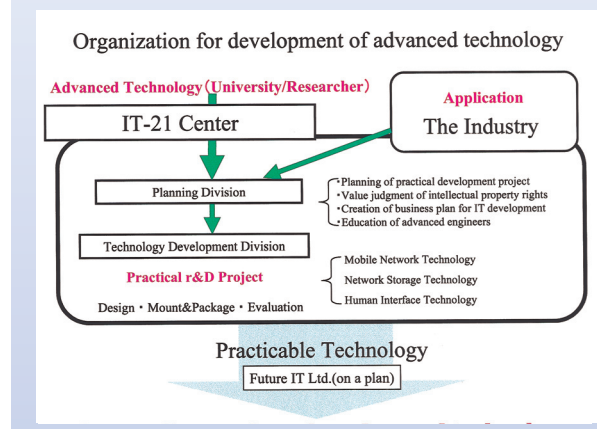 Organization for development of advanced technology
Advanced Technology(University/Researcher)
Application
IT-21 Center
The Industry
Planning Division
・Planning of practical development project
・Value judgment of intellectual property rights
・Creation of business plan for IT development
・Education of advanced engineers
Technology Development Division
Practical r&D Project
Mobile Network Technology
Network Storage Technology
Human Interface Technology
Design・Mount&Package・Evaluation
Practicable Technology
Future IT Ltd.(on a plan)